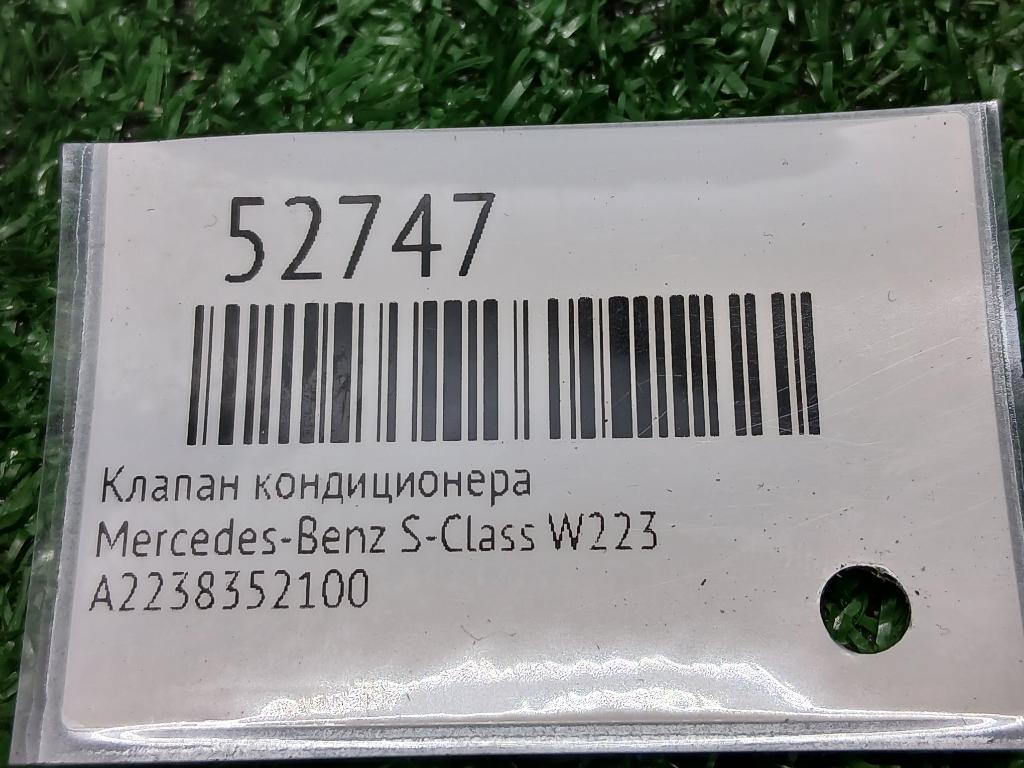 52747
Клапан кондиционера
Mercedes-Benz S-Class W223
A2238352100